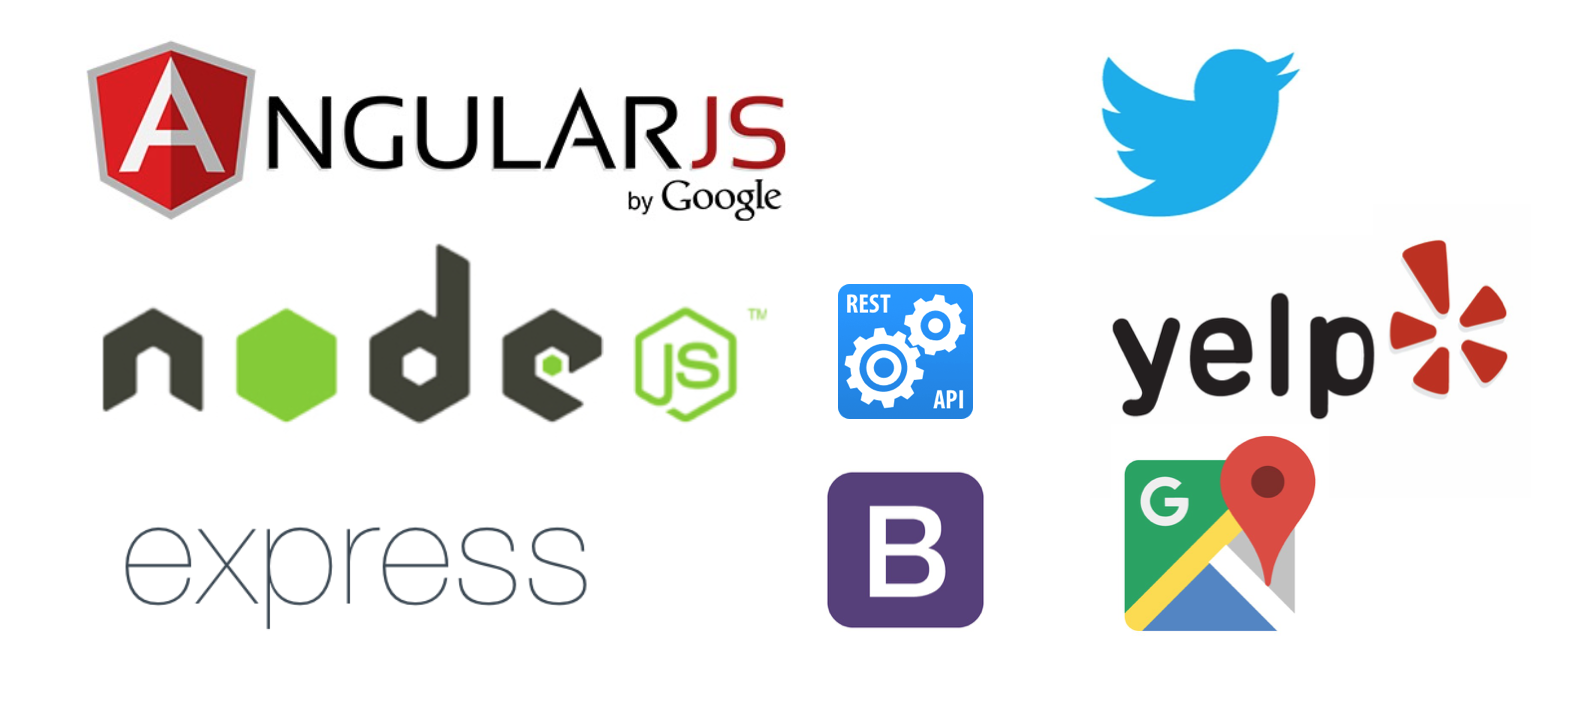 ANGULARJS
by Google
node
JS
TM
REST
API
yelp
express
B
G